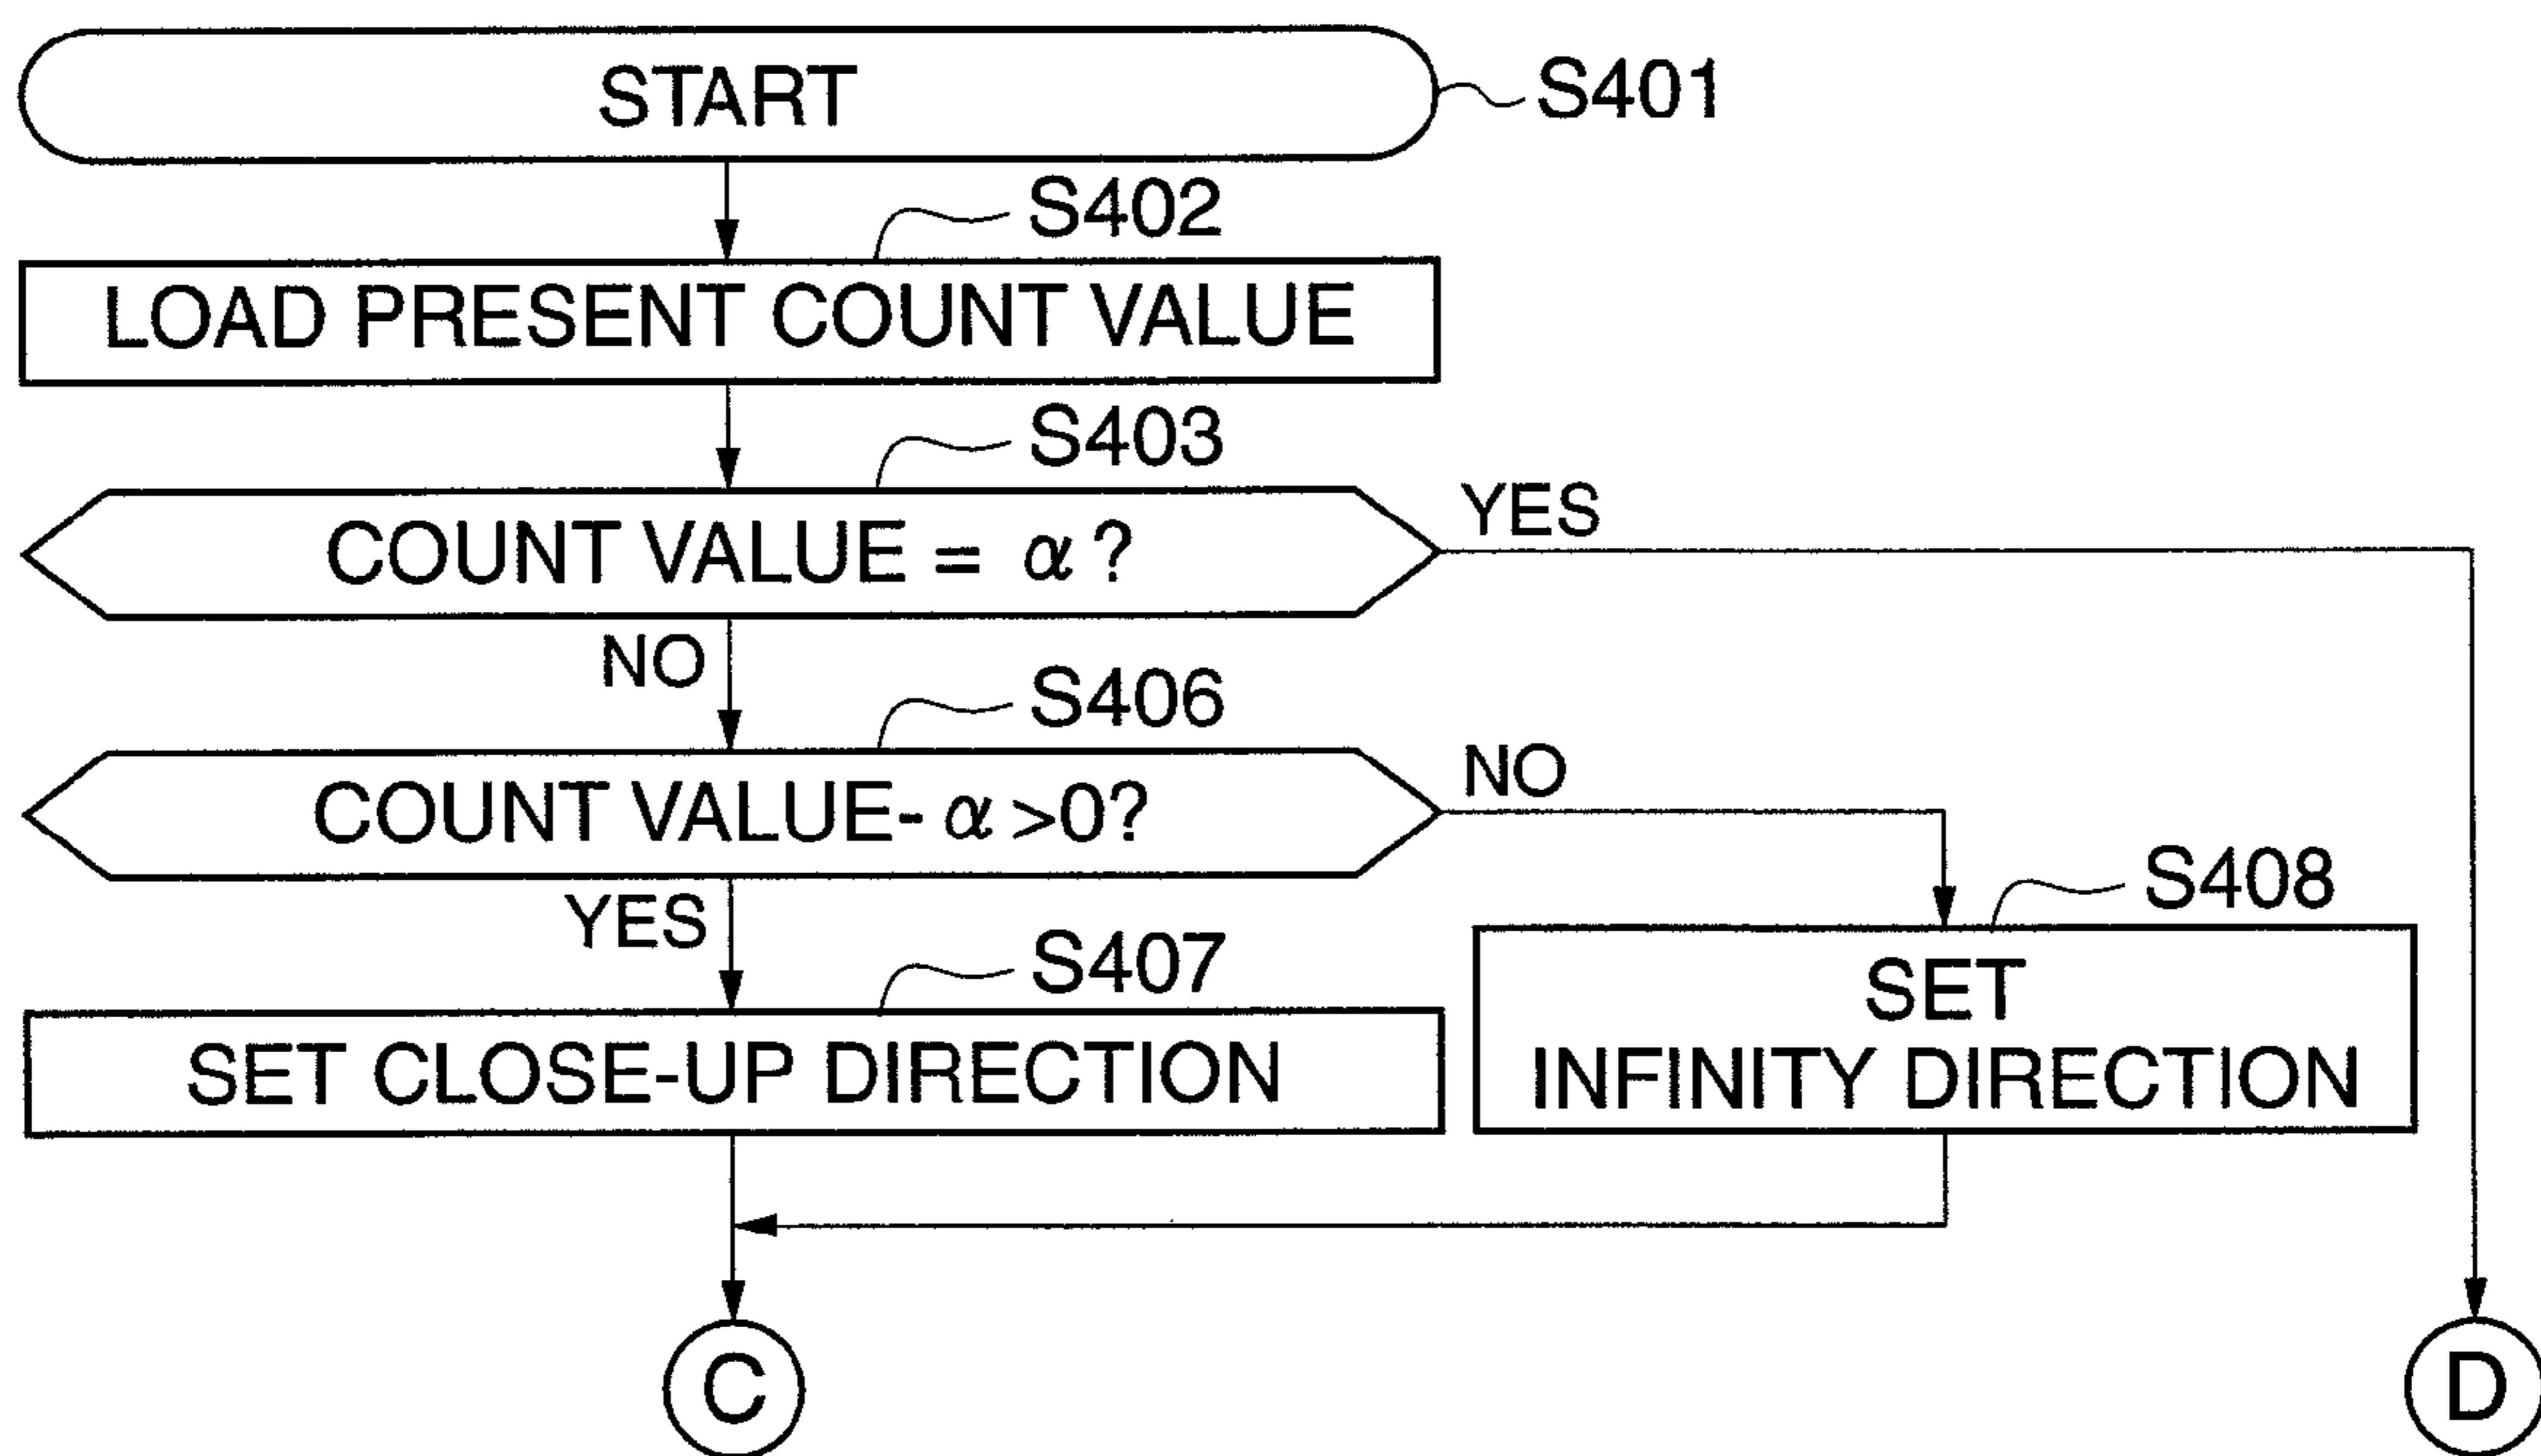 START
S401
S402
LOAD PRESENT COUNT VALUE
S403
COUNT VALUE = α ?
YES
NO
S406
COUNT VALUE- α >0?
NO
YES
S408
S407
SET
INFINITY DIRECTION
SET CLOSE-UP DIRECTION
C
D